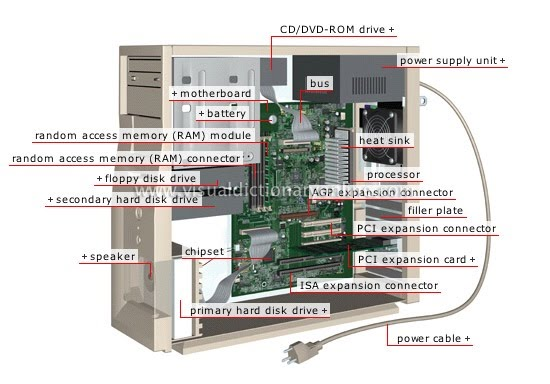 CD/DVD-ROM drive +
power supply unit +
bus
+ motherboard
+ battery
random access memory (RAM) module
heat sink
random access memory (RAM) connector
processor
+ floppy disk drive
www.visualdictionary
AGP expansion connector
+ secondary hard disk drive
filler plate
PCI expansion connector
chipset
+ speaker
PCI expansion card +
ISA expansion connector
primary hard disk drive +
power cable +